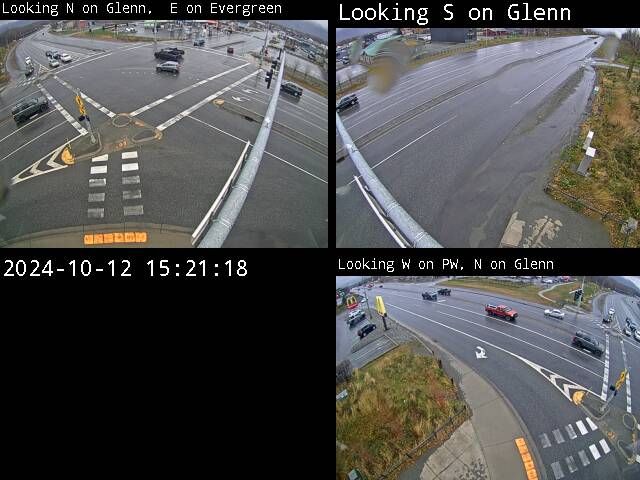 Looking N on Glenn,  E on Evergreen
Looking S on Glenn
2024-10-12 15:21:18
Looking W on PW, N on Glenn